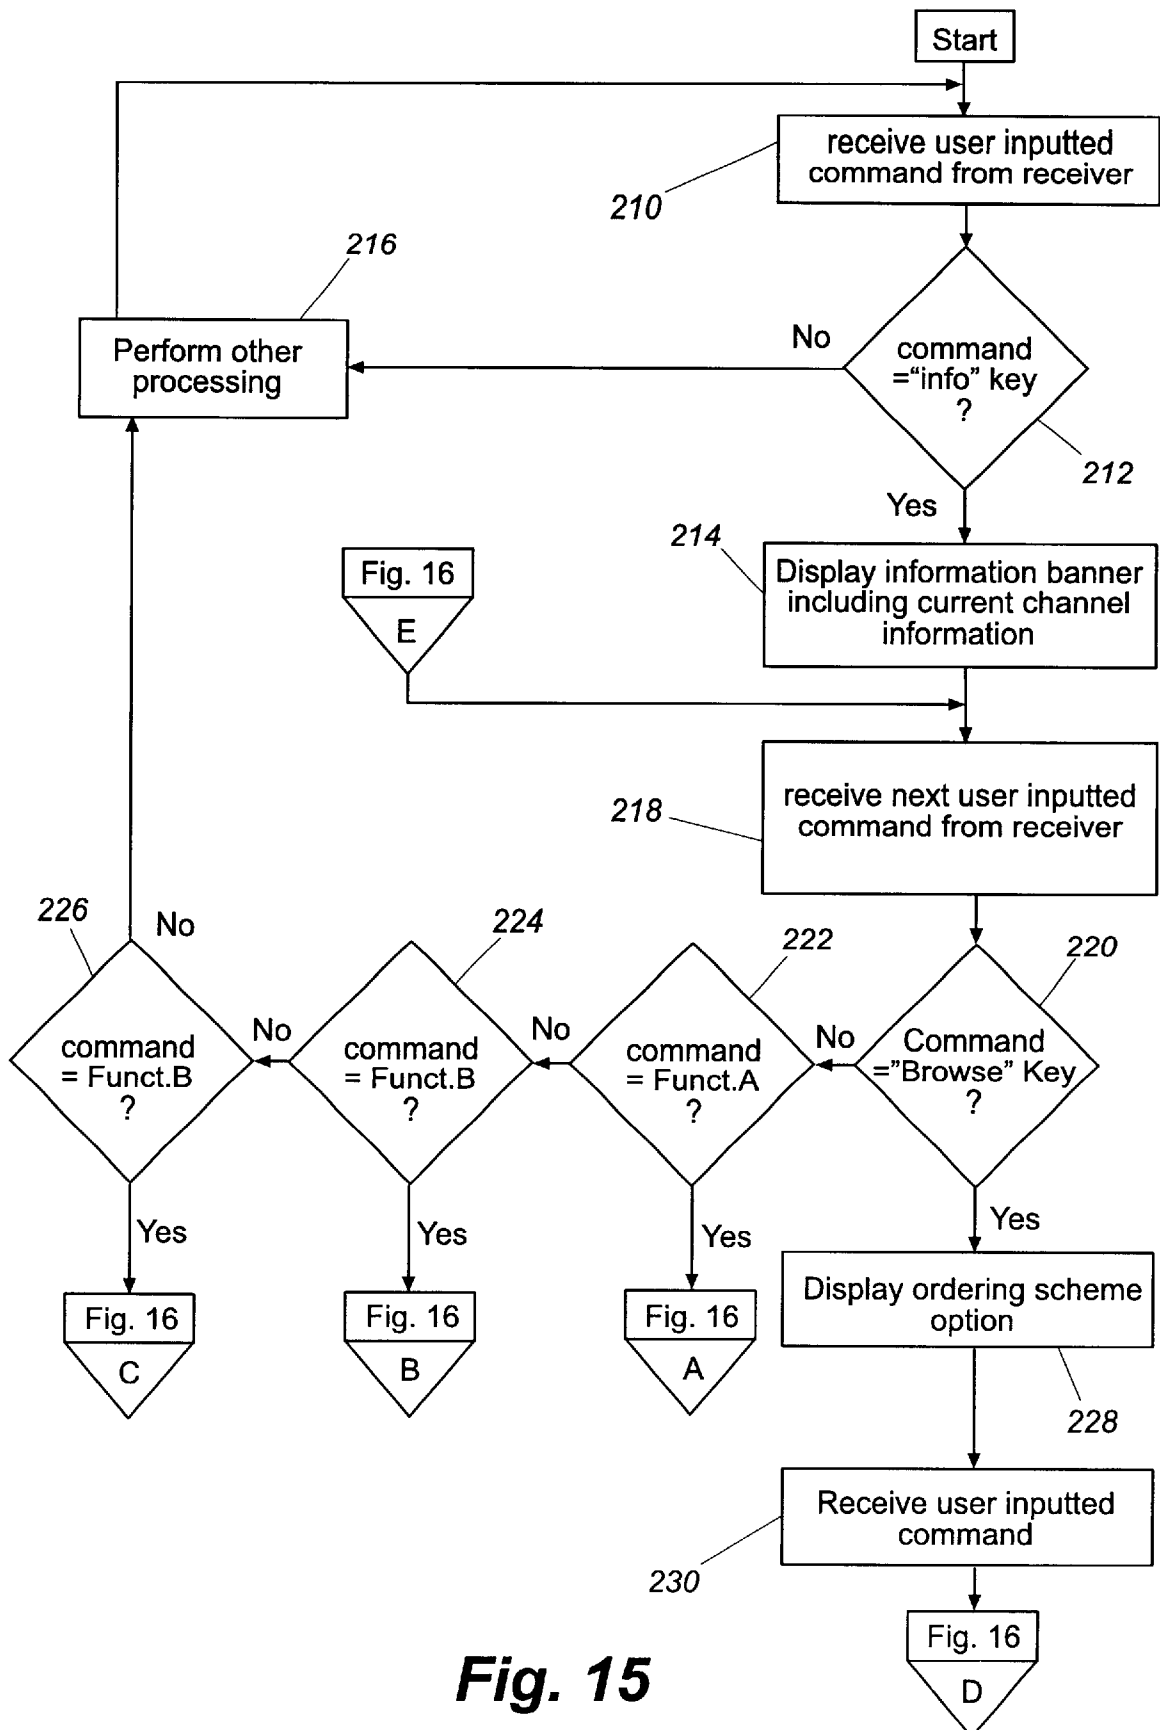 Start
receive user inputted
command from receiver
210
216
Perform other
processing
No
command
="info" key
?
212
Yes
214
Display information banner
including current channel
information
Fig. 16
E
receive next user inputted
command from receiver
218
226
No
224
222
220
command
= Funct.B
?
No
command
= Funct.B
?
No
command
= Funct.A
?
No
Command
="Browse" Key
?
Yes
Yes
Yes
Yes
Fig. 16
C
Fig. 16
B
Fig. 16
A
Display ordering scheme
option
228
Receive user inputted
command
230
Fig. 16
D
Fig. 15